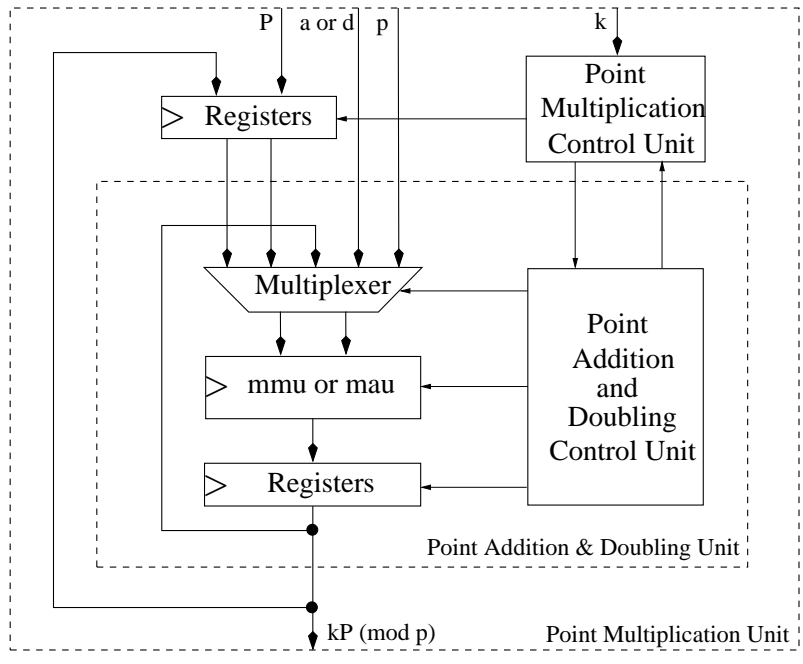 P
a or d
p
k
Registers
Point
Multiplication
Control Unit
Multiplexer
mmu or mau
Registers
Point
Addition
and
Doubling
Control Unit
Point Addition & Doubling Unit
kP (mod p)
Point Multiplication Unit